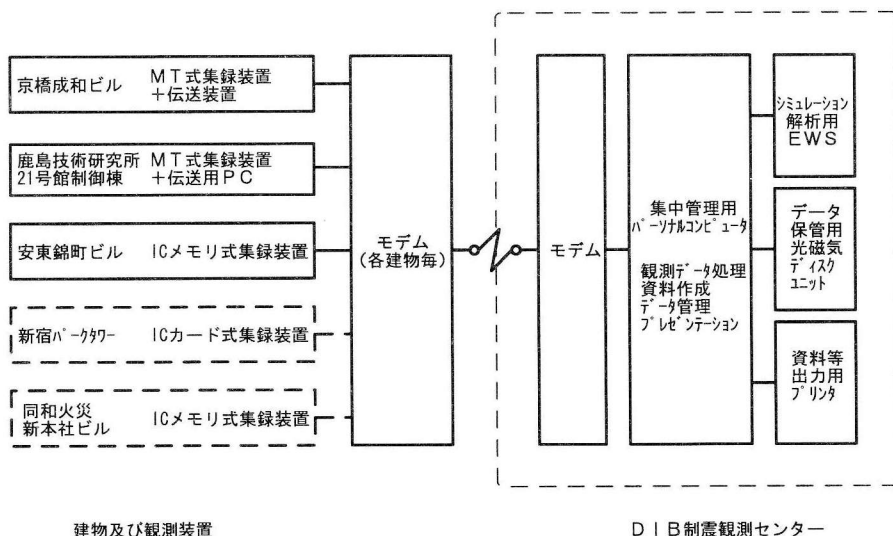 京橋成和ビル MT式集録装置
+伝送装置
鹿島技術研究所 MT式集録装置
21号館制御棟 +伝送用PC
安東錦町ビル ICメモリ式集録装置
新宿パークタワー ICカード式集録装置
同和火災 ICメモリ式集録装置
新本社ビル
モデム
(各建物毎)
モデム
集中管理用
パーソナルコンピュータ
観測データ処理
資料作成
データ管理
プレゼンテーション
シミュレーション
解析用
EWS
データ
保管用
光磁気
ディスク
ユニット
資料等
出力用
プリンタ
建物及び観測装置
DIB制震観測センター